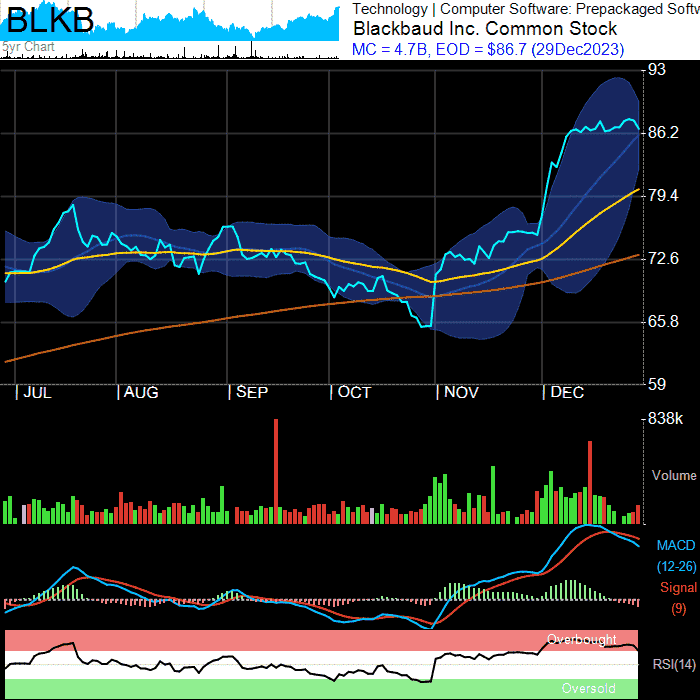 BLKB
5yr Chart
Technology | Computer Software: Prepackaged Softw
Blackbaud Inc. Common Stock
MC = 4.7B, EOD = $86.7 (29Dec2023)
93
86.2
79.4
72.6
65.8
59
JUL
AUG
SEP
OCT
NOV
DEC
838k
Volume
MACD
(12-26)
Signal
(9)
Overbought
RSI(14)
Oversold